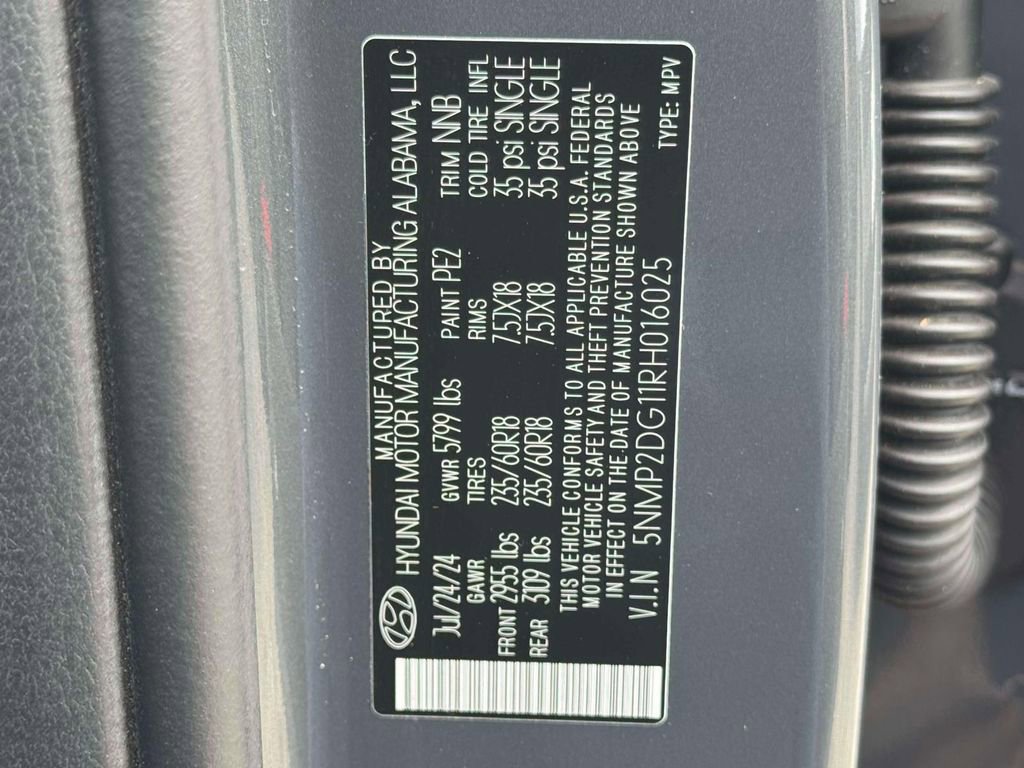 MANUFACTURED BY
HYUNDAI MOTOR MANUFACTURING ALABAMA, LLC
Jul/24/24 GVWR 5799 lbs PAINT PE2 TRIM NNB
GAWR TIRES RIMS COLD TIRE INFL
FRONT 2955 lbs 235/60R18 7.5JX18 35 psi SINGLE
REAR 3109 lbs 235/60R18 7.5JX18 35 psi SINGLE
THIS VEHICLE CONFORMS TO ALL APPLICABLE U.S.A. FEDERAL
MOTOR VEHICLE SAFETY AND THEFT PREVENTION STANDARDS
IN EFFECT ON THE DATE OF MANUFACTURE SHOWN ABOVE
V.I.N 5NMP2DG11RH016025 TYPE: MPV